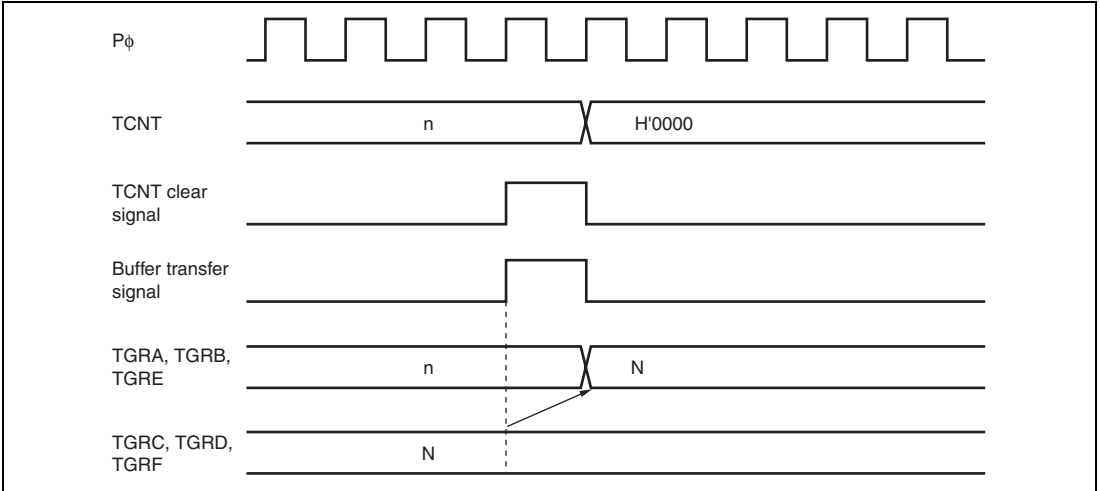 Pϕ
TCNT
n
H'0000
TCNT clear
signal
Buffer transfer
signal
TGRA, TGRB,
TGRE
n
N
TGRC, TGRD,
TGRF
N